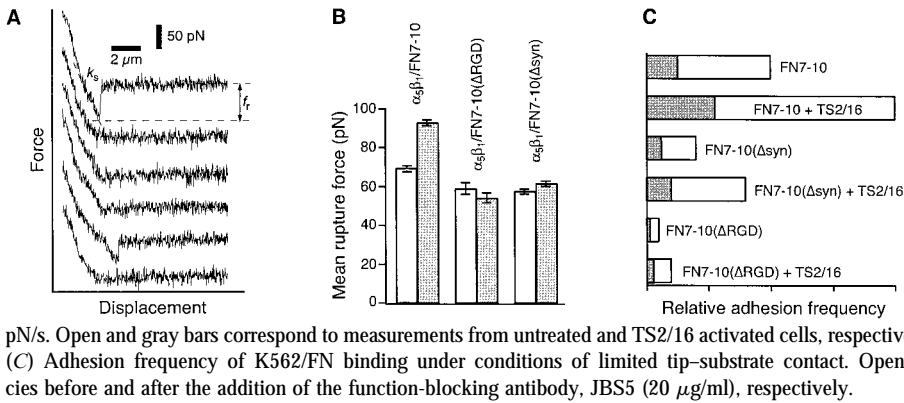 A
B
C
50 pN
2 µm
kₛ
fᵣ
Force
Displacement
Mean rupture force (pN)
100
80
60
40
20
0
α₅β₁/FN7-10
α₅β₁/FN7-10(ΔRGD)
α₅β₁/FN7-10(Δsyn)
FN7-10
FN7-10 + TS2/16
FN7-10(Δsyn)
FN7-10(Δsyn) + TS2/16
FN7-10(ΔRGD)
FN7-10(ΔRGD) + TS2/16
Relative adhesion frequency
pN/s. Open and gray bars correspond to measurements from untreated and TS2/16 activated cells, respective
(C) Adhesion frequency of K562/FN binding under conditions of limited tip–substrate contact. Open
cies before and after the addition of the function-blocking antibody, JBS5 (20 µg/ml), respectively.